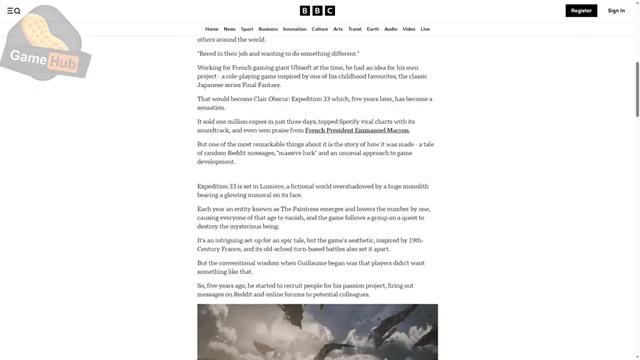 Register
Sign In
BBC
Home News Sport Business Innovation Culture Arts Travel Earth Audio Video Live
Game Hub
others around the world.
"Bored in their job and wanting to do something different."
Working for French gaming giant Ubisoft at the time, he had an idea for his own
project - a role-playing game inspired by one of his childhood favourites, the classic
Japanese series Final Fantasy.
That would become Clair Obscur: Expedition 33 which, five years later, has become a
sensation.
It sold one million copies in just three days, topped Spotify viral charts with its
soundtrack, and even won praise from French President Emmanuel Macron.
But one of the most remarkable things about it is the story of how it was made - a tale
of random Reddit messages, "massive luck" and an unusual approach to game
development.
Expedition 33 is set in Lumiere, a fictional world overshadowed by a huge monolith
bearing a glowing numeral on its face.
Each year an entity known as The Paintress emerges and lowers the number by one,
causing everyone of that age to vanish, and the game follows a group on a quest to
destroy the mysterious being.
It's an intriguing set-up for an epic tale, but the game's aesthetic, inspired by 19th-
Century France, and its old-school turn-based battles also set it apart.
But the conventional wisdom when Guillaume began was that players didn't want
something like that.
So, five years ago, he started to recruit people for his passion project, firing out
messages on Reddit and online forums to potential colleagues.